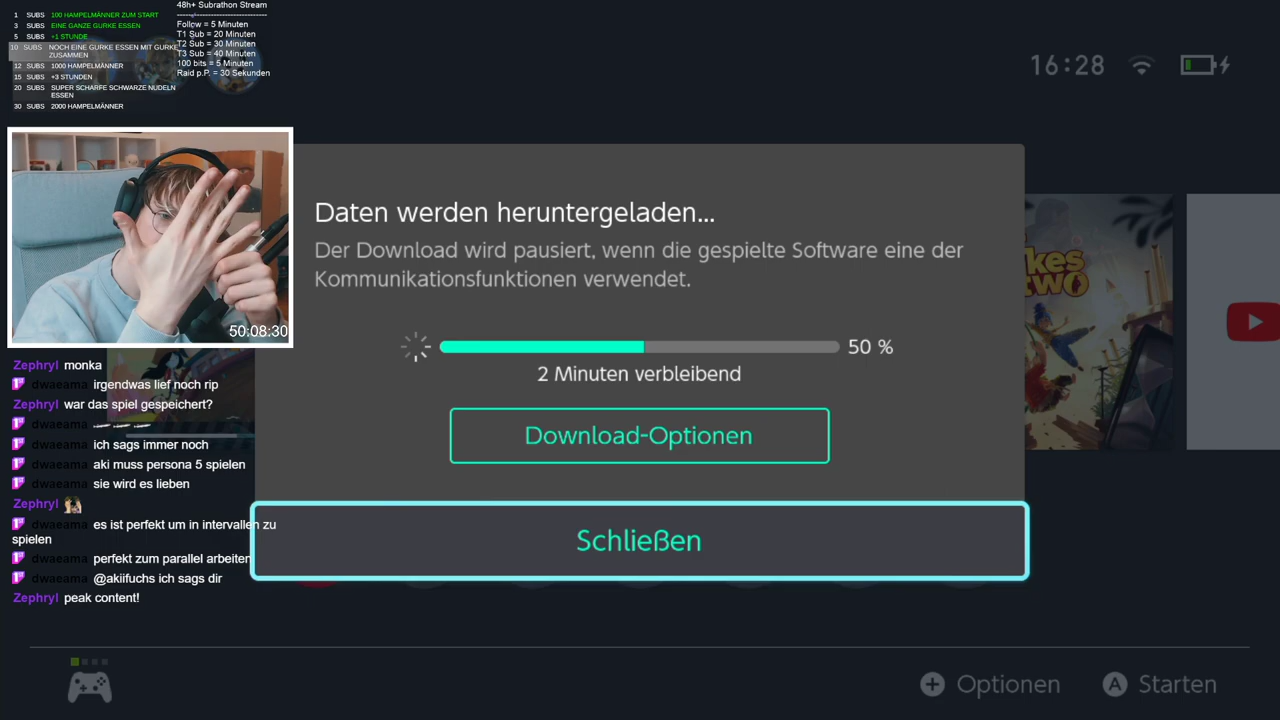 1 SUBS 100 HAMPELMÄNNER ZUM START
3 SUBS EINE GANZE GURKE ESSEN
5 SUBS +1 STUNDE
10 SUBS NOCH EINE GURKE ESSEN MIT GURKE
ZUSAMMEN
12 SUBS 1000 HAMPELMÄNNER
15 SUBS +3 STUNDEN
20 SUBS SUPER SCHARFE SCHWARZE NUDELN
ESSEN
30 SUBS 2000 HAMPELMÄNNER
48h+ Subrathon Stream
Follow = 5 Minuten
T1 Sub = 20 Minuten
T2 Sub = 30 Minuten
T3 Sub = 40 Minuten
100 bits = 5 Minuten
Raid p.P. = 30 Sekunden
16:28
50:08:30
Daten werden heruntergeladen...
Der Download wird pausiert, wenn die gespielte Software eine der
Kommunikationsfunktionen verwendet.
50 %
2 Minuten verbleibend
Download-Optionen
Schließen
kes
TWO
Zephryl monka
dwaeama irgendwas lief noch rip
Zephryl war das spiel gespeichert?
dwaeama
dwaeama ich sags immer noch
dwaeama aki muss persona 5 spielen
dwaeama sie wird es lieben
Zephryl
dwaeama es ist perfekt um in intervallen zu
spielen
dwaeama perfekt zum parallel arbeiten
dwaeama @akiifuchs ich sags dir
Zephryl peak content!
+ Optionen
A Starten